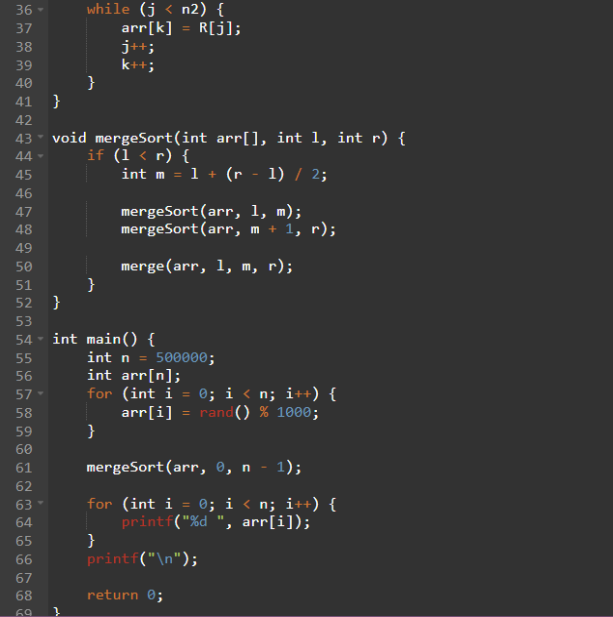 36 while (j < n2) {
37 arr[k] = R[j];
38 j++;
39 k++;
40 }
41 }
42
43 void mergeSort(int arr[], int l, int r) {
44 if (l < r) {
45 int m = l + (r - l) / 2;
46
47 mergeSort(arr, l, m);
48 mergeSort(arr, m + 1, r);
49
50 merge(arr, l, m, r);
51 }
52 }
53
54 int main() {
55 int n = 500000;
56 int arr[n];
57 for (int i = 0; i < n; i++) {
58 arr[i] = rand() % 1000;
59 }
60
61 mergeSort(arr, 0, n - 1);
62
63 for (int i = 0; i < n; i++) {
64 printf("%d ", arr[i]);
65 }
66 printf("\n");
67
68 return 0;
69 }